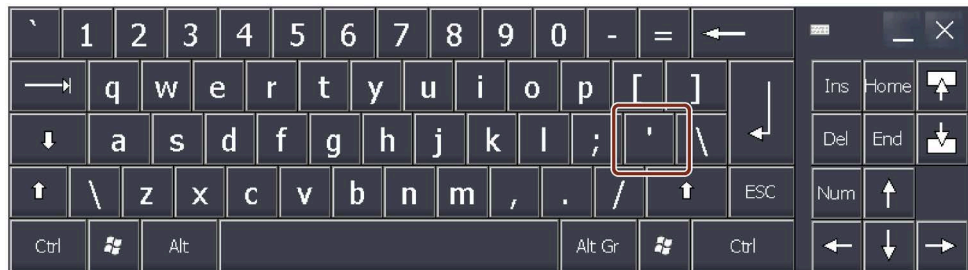 ` 1 2 3 4 5 6 7 8 9 0 - =
q w e r t y u i o p [ ] Ins Home
a s d f g h j k l ; ' \ Del End
\ z x c v b n m , . / ESC Num
Ctrl Alt Alt Gr Ctrl